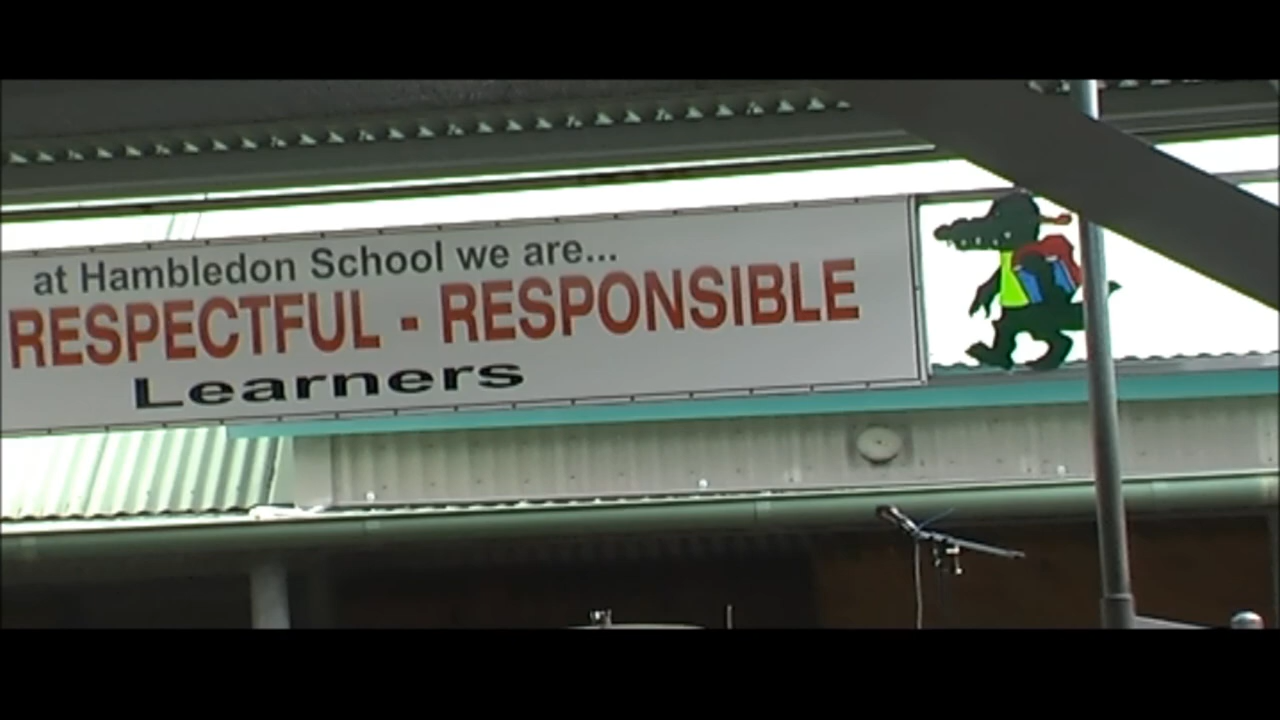 at Hambledon School we are...
RESPECTFUL - RESPONSIBLE
Learners